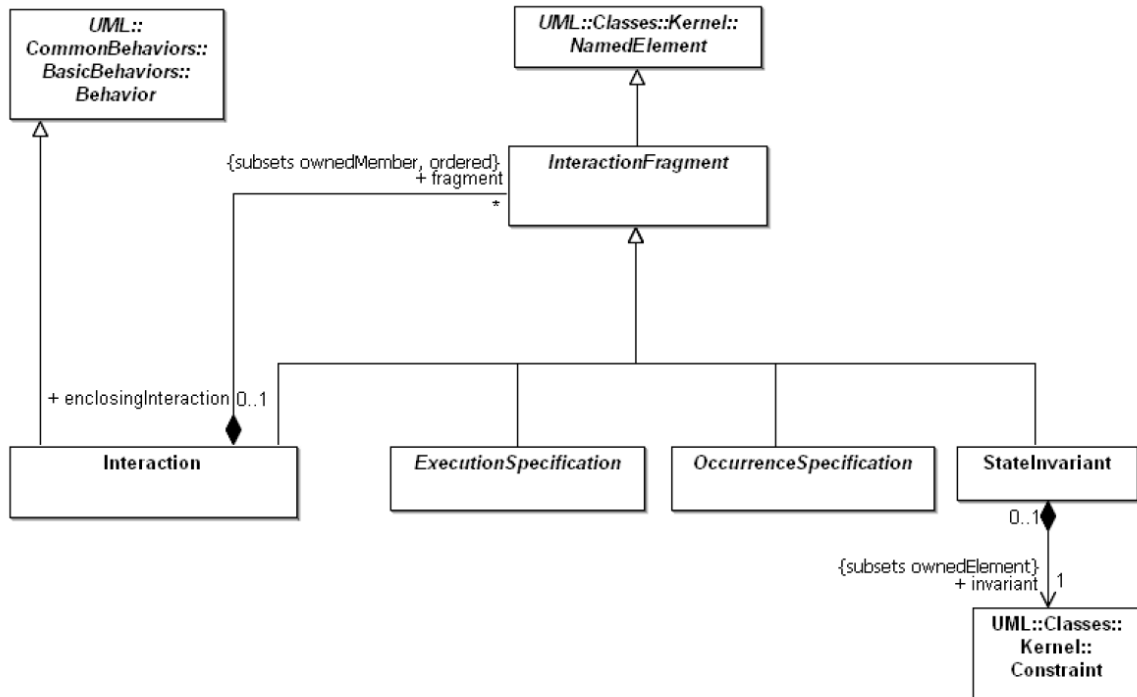 UML::
CommonBehaviors::
BasicBehaviors::
Behavior
UML::Classes::Kernel::
NamedElement
{subsets ownedMember, ordered}
+ fragment
*
InteractionFragment
+ enclosingInteraction
0..1
Interaction
ExecutionSpecification
OccurrenceSpecification
StateInvariant
0..1
{subsets ownedElement}
+ invariant
1
UML::Classes::
Kernel::
Constraint